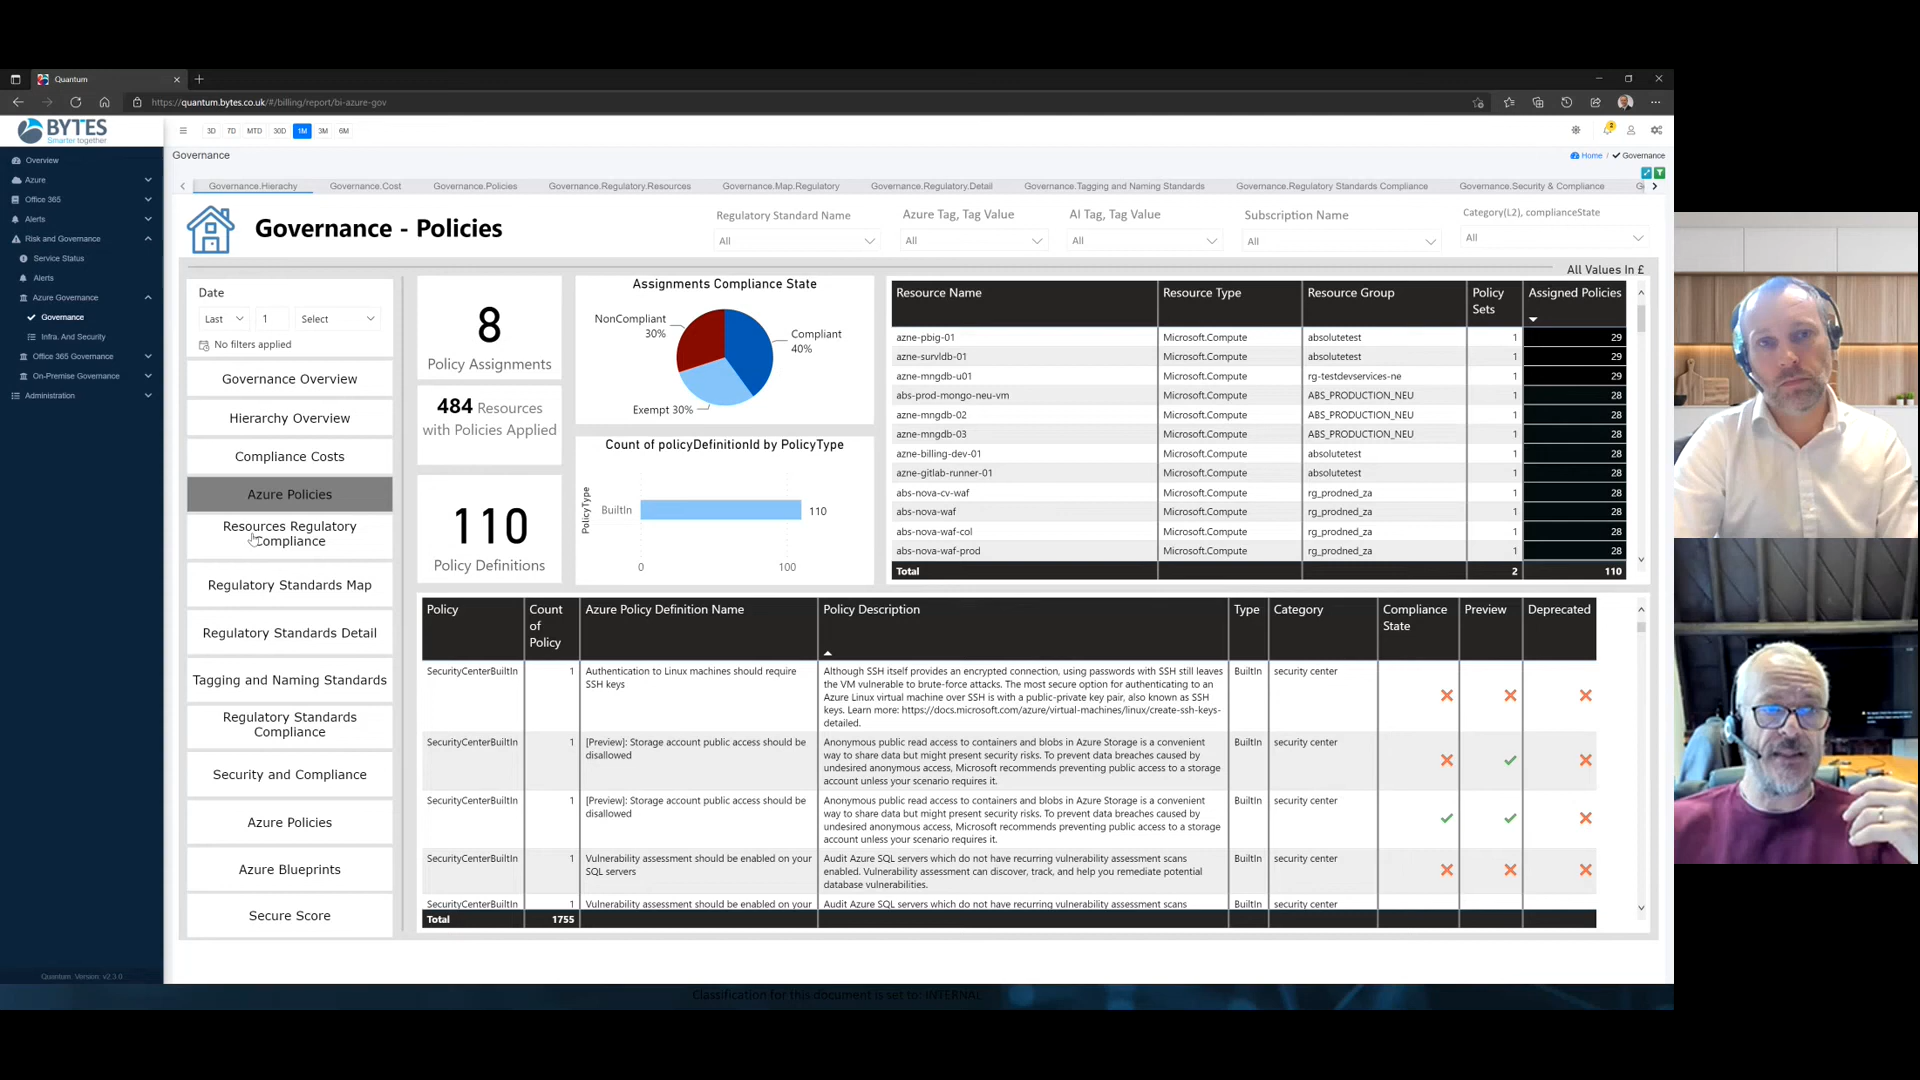 Quantum
https://quantum.bytes.co.uk/#/billing/report/bi-azure-gov
BYTES
Smarter together
3D 7D MTD 30D 1M 3M 6M
2
Overview
Azure
Office 365
Alerts
Risk and Governance
Service Status
Alerts
Azure Governance
Governance
Infra. And Security
Office 365 Governance
On-Premise Governance
Administration
Quantum. Version: v2.3.0
Governance
Home / Governance
Governance.Hierachy Governance.Cost Governance.Policies Governance.Regulatory.Resources Governance.Map.Regulatory Governance.Regulatory.Detail Governance.Tagging and Naming Standards Governance.Regulatory Standards Compliance Governance.Security & Compliance
Governance - Policies
Regulatory Standard Name
All
Azure Tag, Tag Value
All
AI Tag, Tag Value
All
Subscription Name
All
Category(L2), complianceState
All
All Values In £
Date
Last 1 Select
No filters applied
Governance Overview
Hierarchy Overview
Compliance Costs
Azure Policies
Resources Regulatory
Compliance
Regulatory Standards Map
Regulatory Standards Detail
Tagging and Naming Standards
Regulatory Standards
Compliance
Security and Compliance
Azure Policies
Azure Blueprints
Secure Score
8
Policy Assignments
484 Resources
with Policies Applied
110
Policy Definitions
Assignments Compliance State
NonCompliant
30%
Compliant
40%
Exempt 30%
Count of policyDefinitionId by PolicyType
PolicyType
BuiltIn 110
0 100
Resource Name Resource Type Resource Group Policy Sets Assigned Policies
azne-pbig-01 Microsoft.Compute absolutetest 1 29
azne-survldb-01 Microsoft.Compute absolutetest 1 29
azne-mngdb-u01 Microsoft.Compute rg-testdevservices-ne 1 29
abs-prod-mongo-neu-vm Microsoft.Compute ABS_PRODUCTION_NEU 1 28
azne-mngdb-02 Microsoft.Compute ABS_PRODUCTION_NEU 1 28
azne-mngdb-03 Microsoft.Compute ABS_PRODUCTION_NEU 1 28
azne-billing-dev-01 Microsoft.Compute absolutetest 1 28
azne-gitlab-runner-01 Microsoft.Compute absolutetest 1 28
abs-nova-cv-waf Microsoft.Compute rg_prodned_za 1 28
abs-nova-waf Microsoft.Compute rg_prodned_za 1 28
abs-nova-waf-col Microsoft.Compute rg_prodned_za 1 28
abs-nova-waf-prod Microsoft.Compute rg_prodned_za 1 28
Total 2 110
Policy Count of Policy Azure Policy Definition Name Policy Description Type Category Compliance State Preview Deprecated
SecurityCenterBuiltIn 1 Authentication to Linux machines should require SSH keys Although SSH itself provides an encrypted connection, using passwords with SSH still leaves the VM vulnerable to brute-force attacks. The most secure option for authenticating to an Azure Linux virtual machine over SSH is with a public-private key pair, also known as SSH keys. Learn more: https://docs.microsoft.com/azure/virtual-machines/linux/create-ssh-keys-detailed. BuiltIn security center
SecurityCenterBuiltIn 1 [Preview]: Storage account public access should be disallowed Anonymous public read access to containers and blobs in Azure Storage is a convenient way to share data but might present security risks. To prevent data breaches caused by undesired anonymous access, Microsoft recommends preventing public access to a storage account unless your scenario requires it. BuiltIn security center
SecurityCenterBuiltIn 1 [Preview]: Storage account public access should be disallowed Anonymous public read access to containers and blobs in Azure Storage is a convenient way to share data but might present security risks. To prevent data breaches caused by undesired anonymous access, Microsoft recommends preventing public access to a storage account unless your scenario requires it. BuiltIn security center
SecurityCenterBuiltIn 1 Vulnerability assessment should be enabled on your SQL servers Audit Azure SQL servers which do not have recurring vulnerability assessment scans enabled. Vulnerability assessment can discover, track, and help you remediate potential database vulnerabilities. BuiltIn security center
SecurityCenterBuiltIn 1 Vulnerability assessment should be enabled on your Audit Azure SQL servers which do not have recurring vulnerability assessment scans BuiltIn security center
Total 1755
Classification for this document is set to: INTERNAL